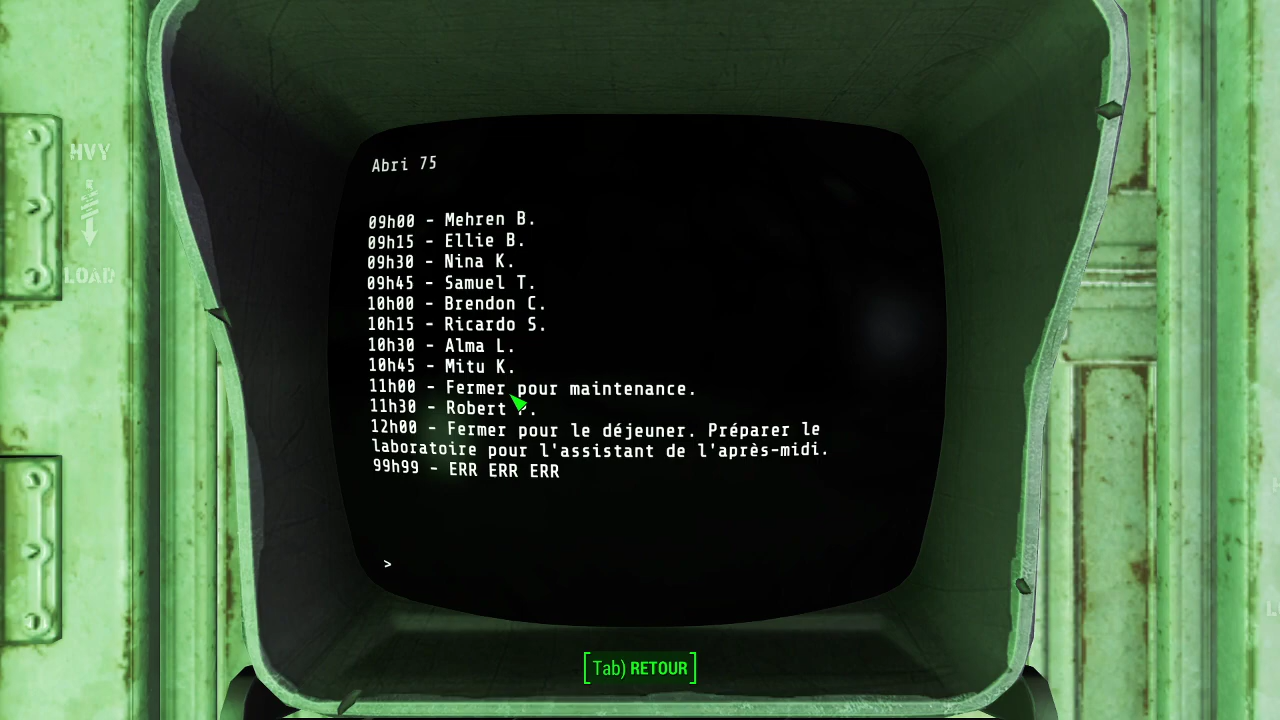 Abri 75
09h00 - Mehren B.
09h15 - Ellie B.
09h30 - Nina K.
09h45 - Samuel T.
10h00 - Brendon C.
10h15 - Ricardo S.
10h30 - Alma L.
10h45 - Mitu K.
11h00 - Fermer pour maintenance.
11h30 - Robert
12h00 - Fermer pour le déjeuner. Préparer le
laboratoire pour l'assistant de l'après-midi.
99h99 - ERR ERR ERR
>
HVY
LOAD
Tab) RETOUR